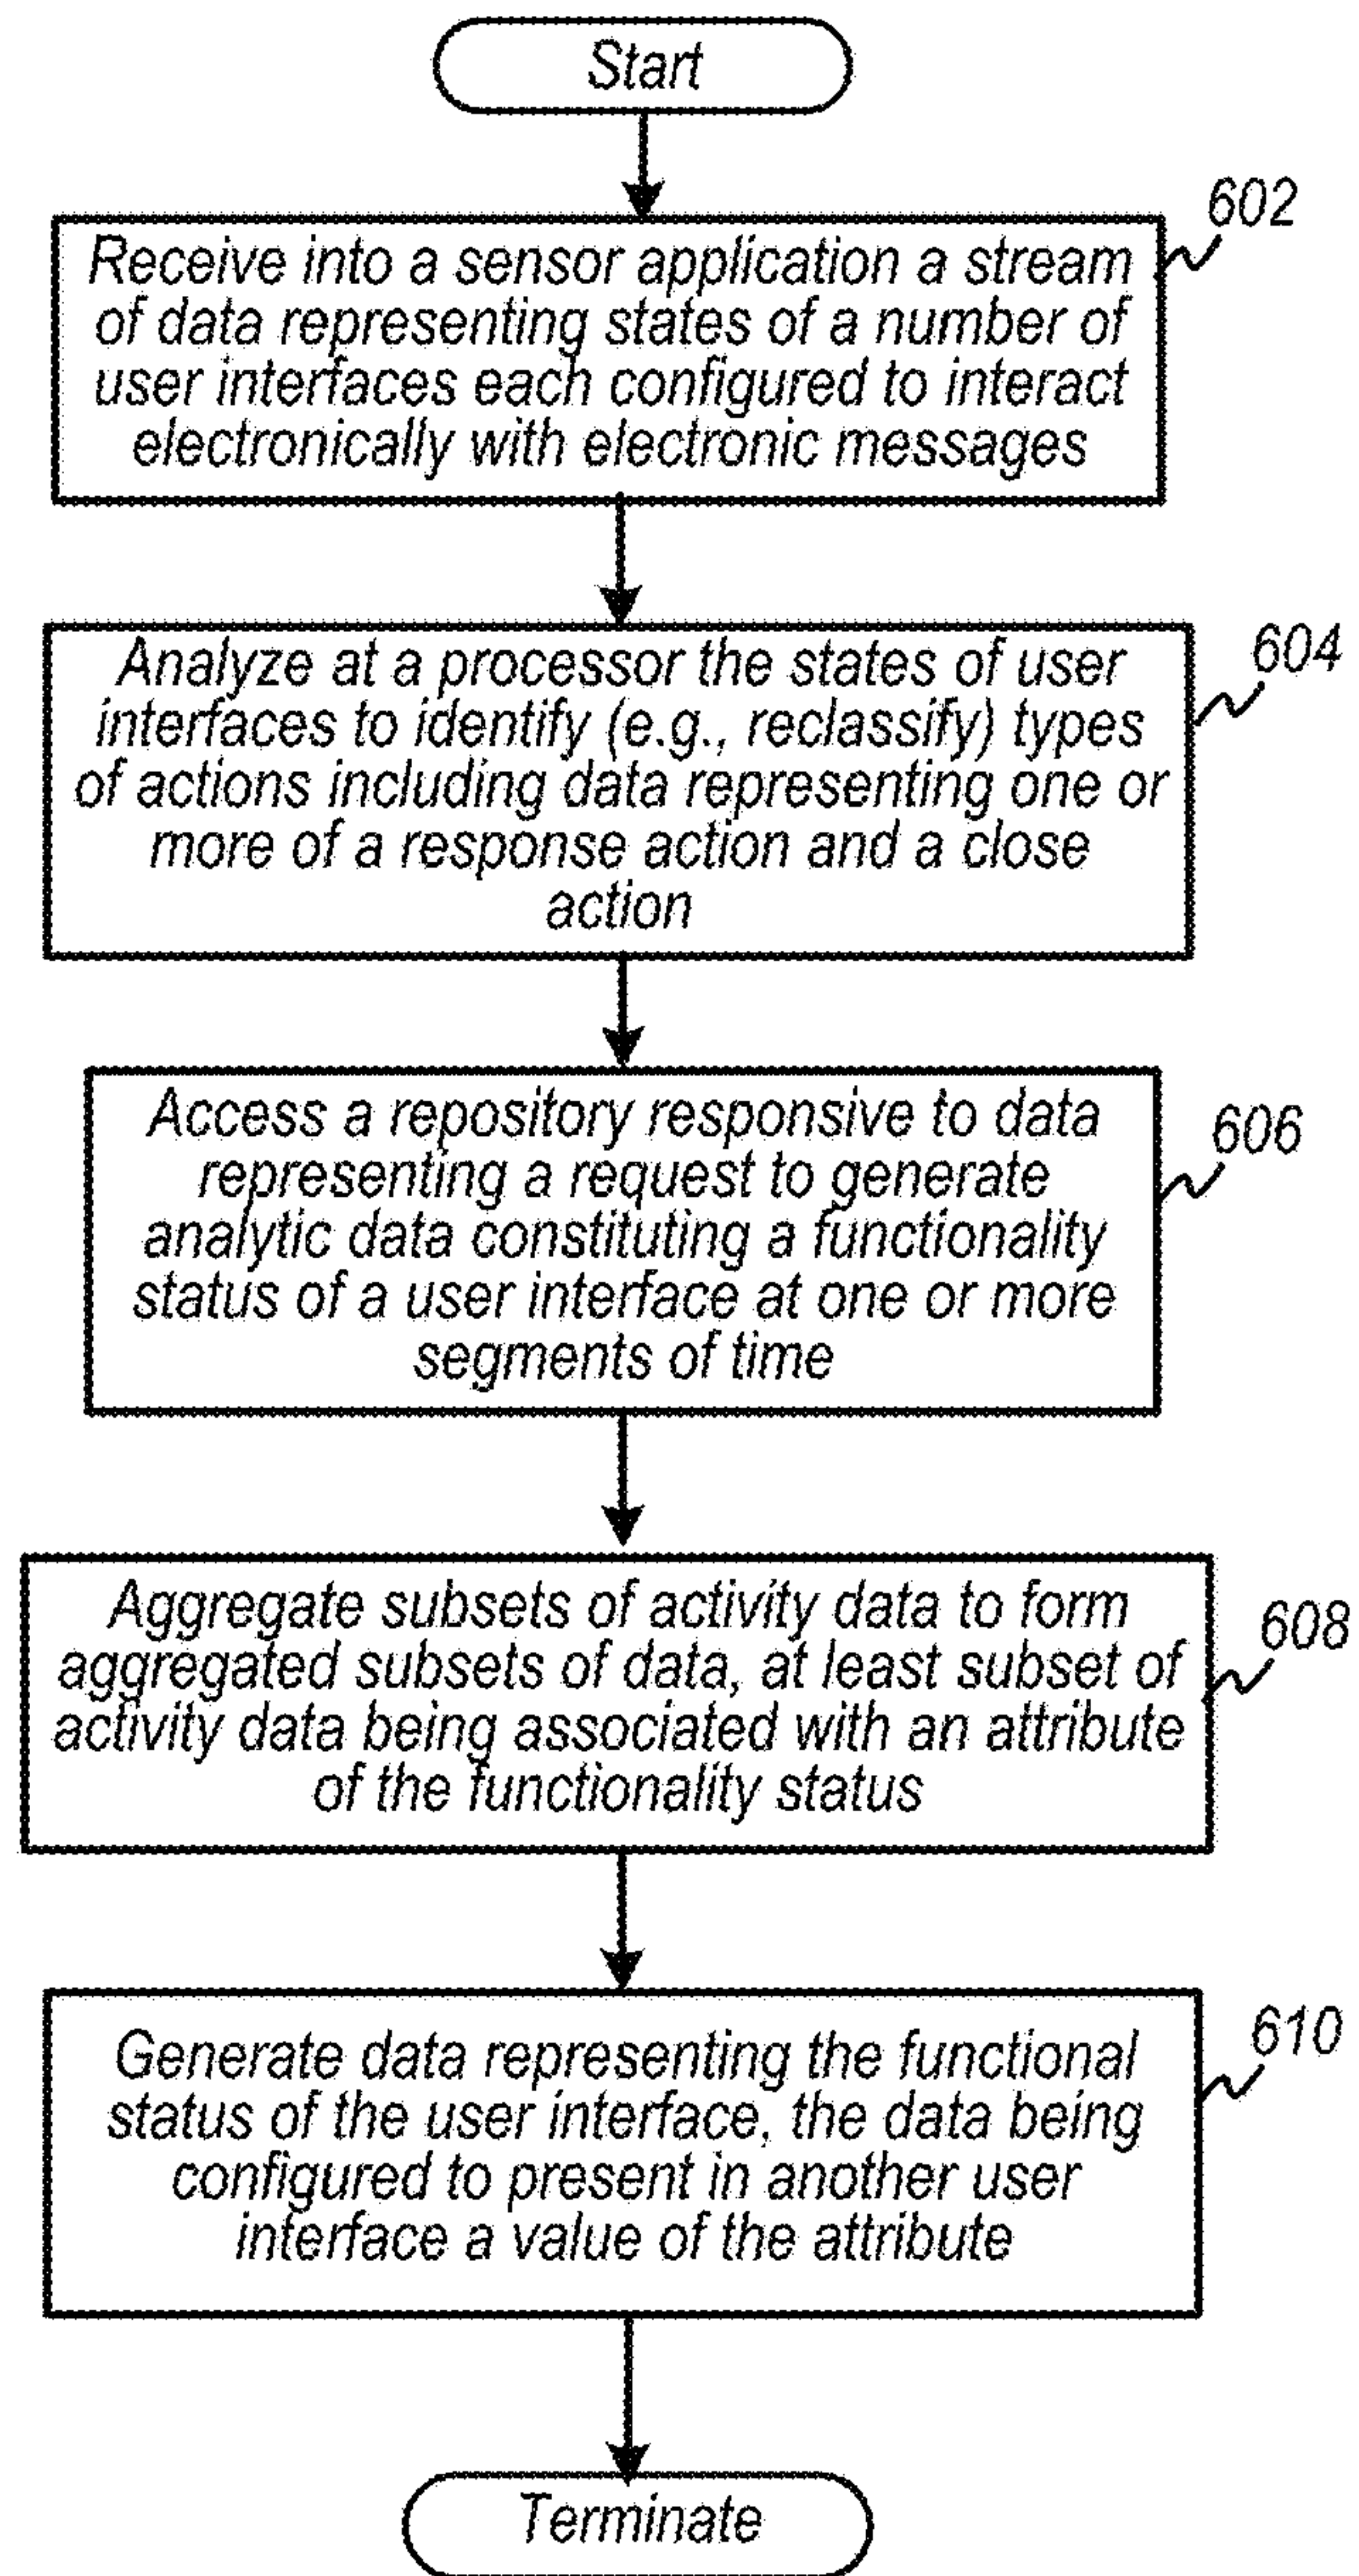 Start
602
Receive into a sensor application a stream
of data representing states of a number of
user interfaces each configured to interact
electronically with electronic messages
604
Analyze at a processor the states of user
interfaces to identify (e.g., reclassify) types
of actions including data representing one or
more of a response action and a close
action
606
Access a repository responsive to data
representing a request to generate
analytic data constituting a functionality
status of a user interface at one or more
segments of time
608
Aggregate subsets of activity data to form
aggregated subsets of data, at least subset of
activity data being associated with an attribute
of the functionality status
610
Generate data representing the functional
status of the user interface, the data being
configured to present in another user
interface a value of the attribute
Terminate